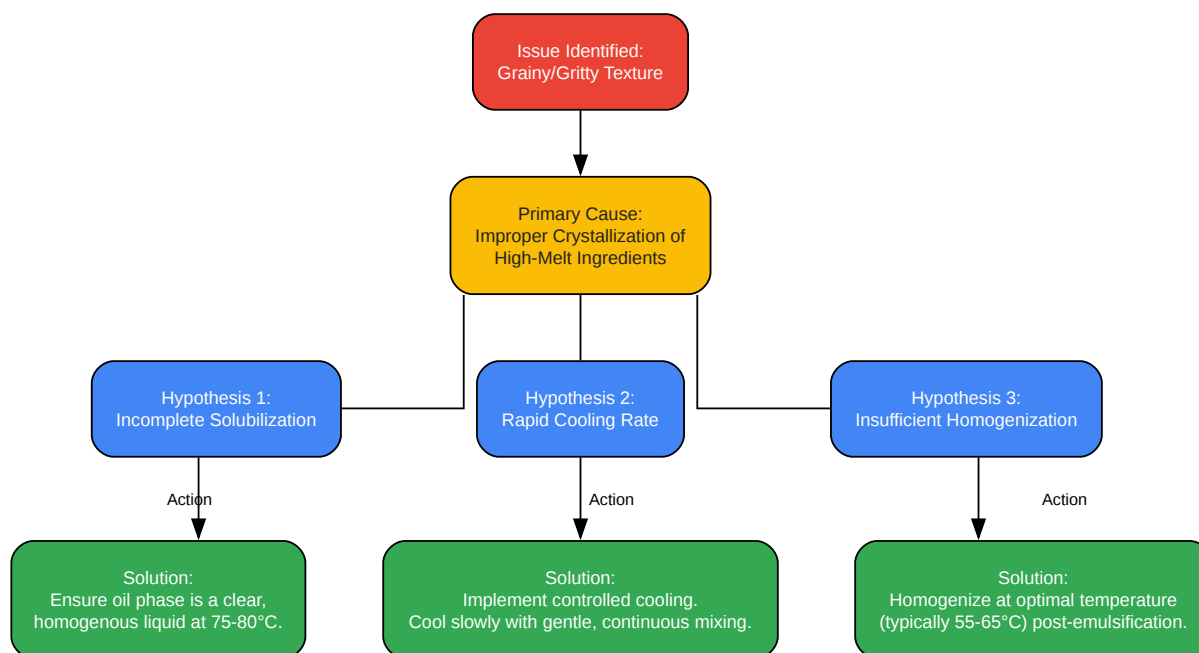 Issue Identified:
Grainy/Gritty Texture
Primary Cause:
Improper Crystallization of
High-Melt Ingredients
Hypothesis 1:
Incomplete Solubilization
Hypothesis 2:
Rapid Cooling Rate
Hypothesis 3:
Insufficient Homogenization
Action
Action
Action
Solution:
Ensure oil phase is a clear,
homogenous liquid at 75-80°C.
Solution:
Implement controlled cooling.
Cool slowly with gentle, continuous mixing.
Solution:
Homogenize at optimal temperature
(typically 55-65°C) post-emulsification.